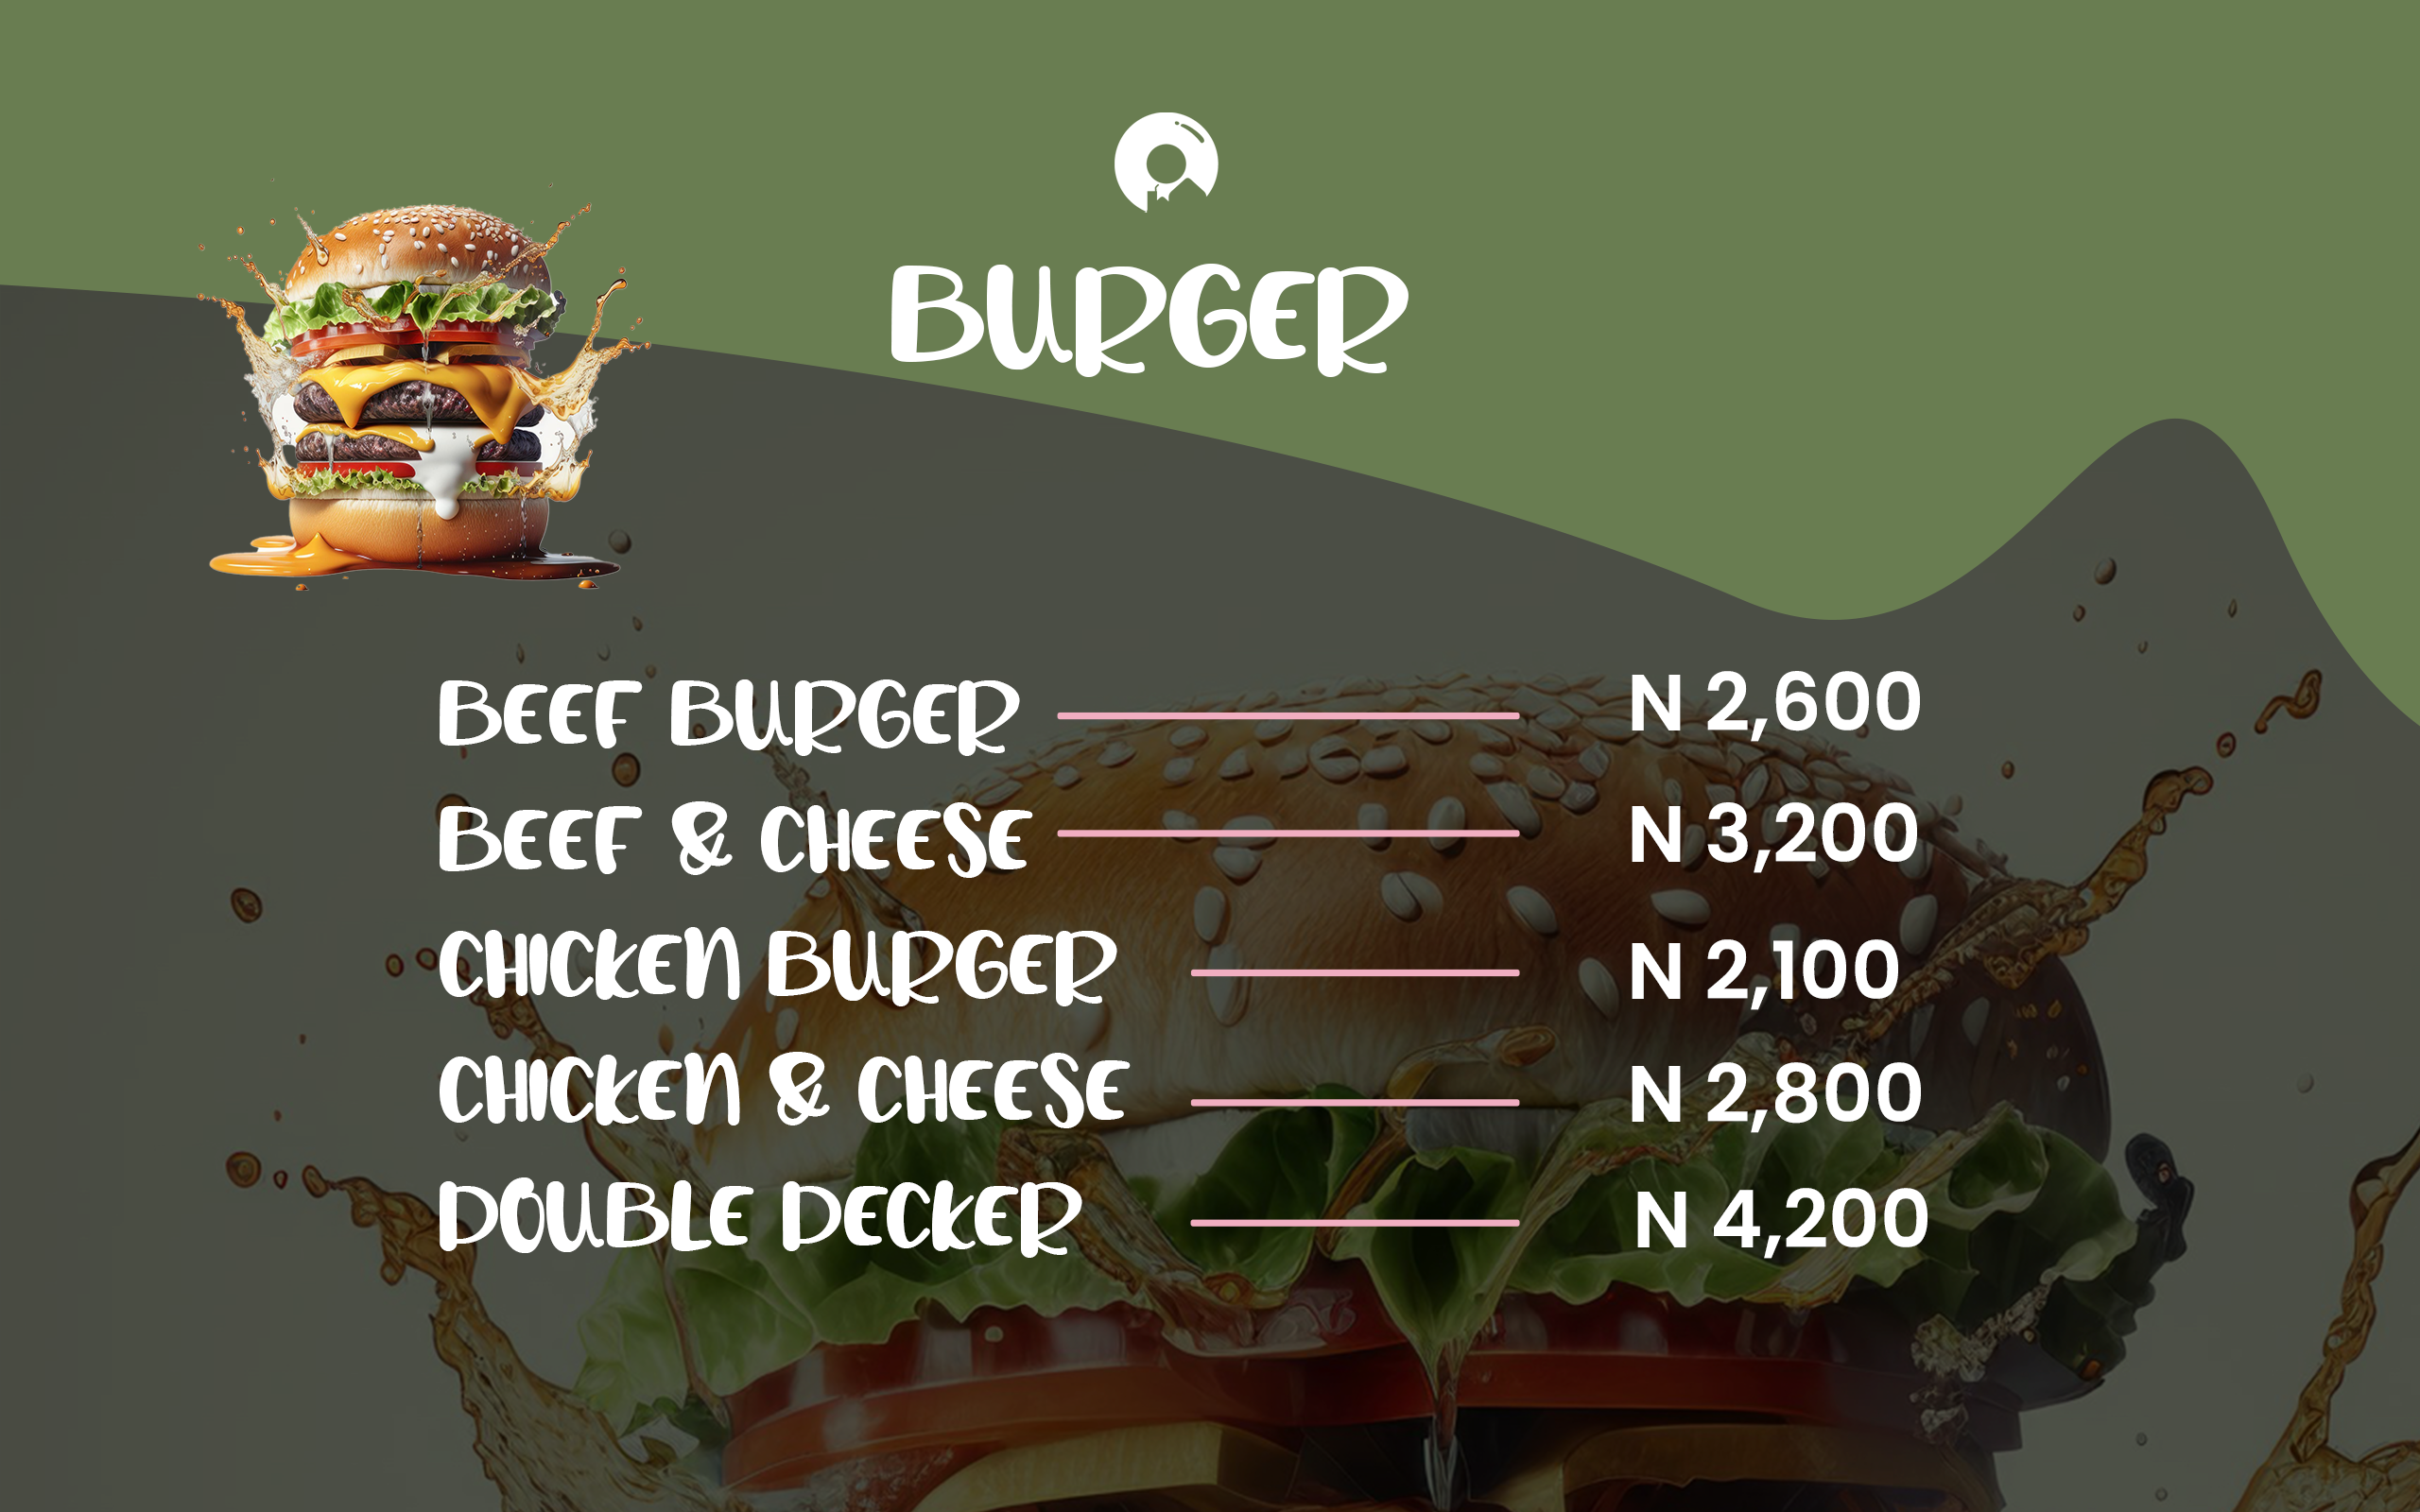 BURGER
BEEF BURGER N 2,600
BEEF & CHEESE N 3,200
CHICKEN BURGER N 2,100
CHICKEN & CHEESE N 2,800
DOUBLE DECKER N 4,200